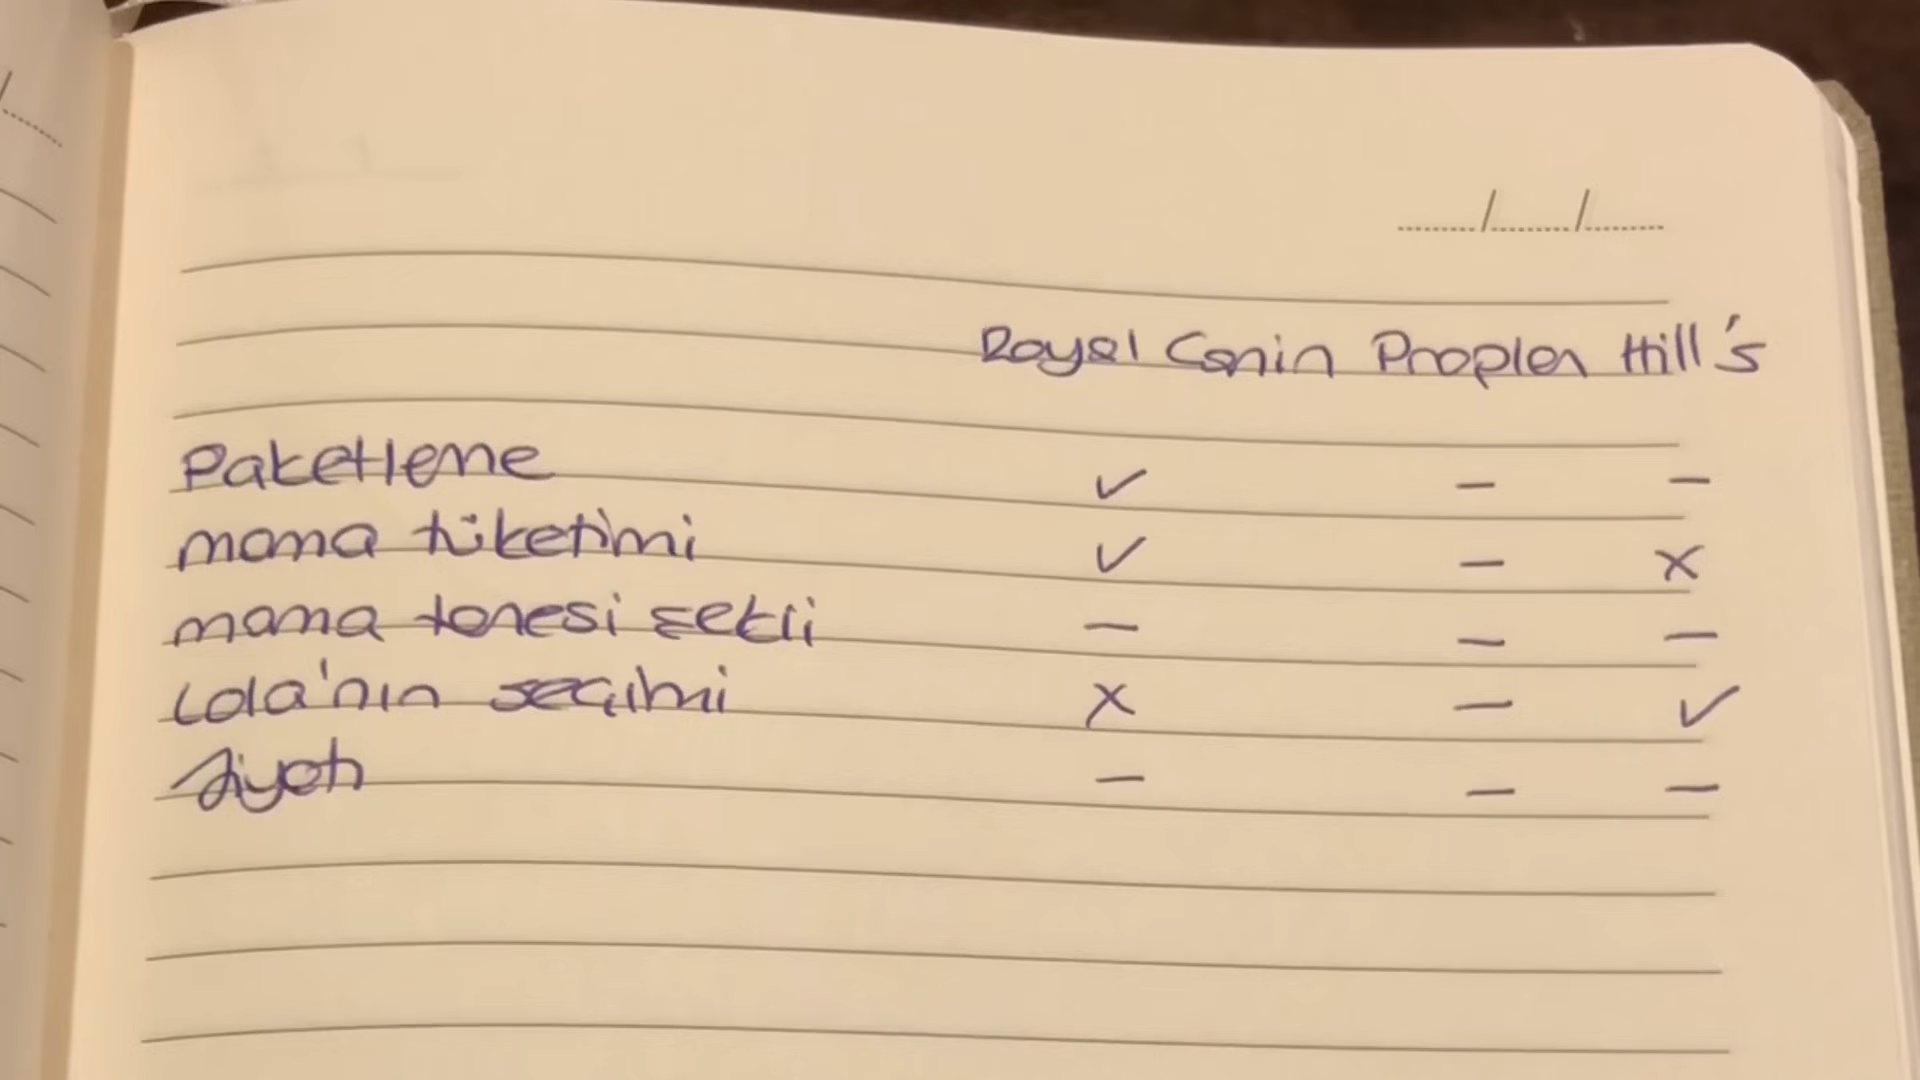 Royal Canin Proplan Hill's
Paketleme ✓ - -
mama tüketimi ✓ - x
mama tanesi şekli - - -
Lola'nın seçimi x - ✓
fiyatı - - -